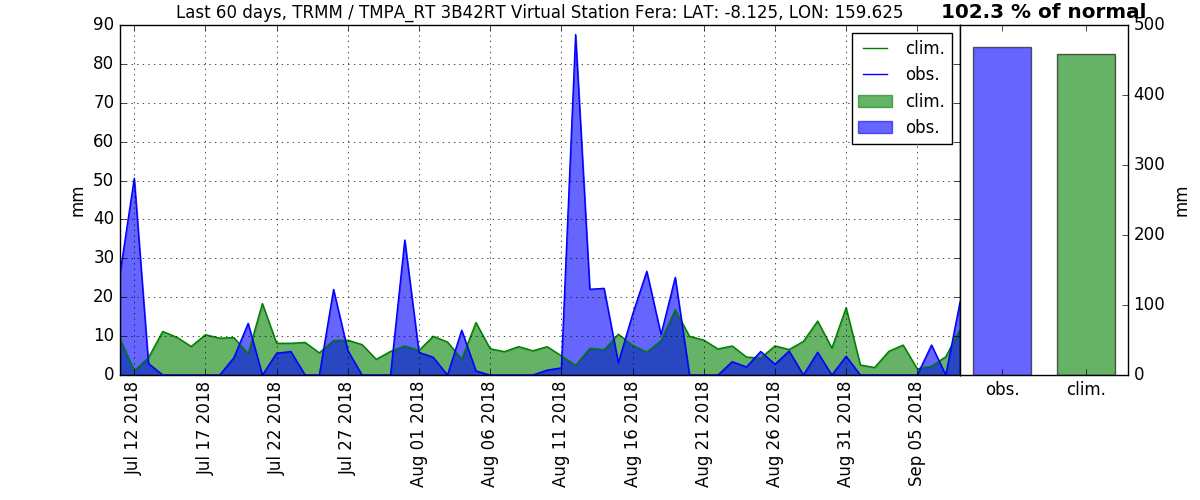 Last 60 days, TRMM / TMPA_RT 3B42RT Virtual Station Fera: LAT: -8.125, LON: 159.625
102.3 % of normal
90
80
70
60
50
40
30
20
10
0
mm
clim.
obs.
clim.
obs.
500
400
300
200
100
0
mm
obs.
clim.
Jul 12 2018
Jul 17 2018
Jul 22 2018
Jul 27 2018
Aug 01 2018
Aug 06 2018
Aug 11 2018
Aug 16 2018
Aug 21 2018
Aug 26 2018
Aug 31 2018
Sep 05 2018